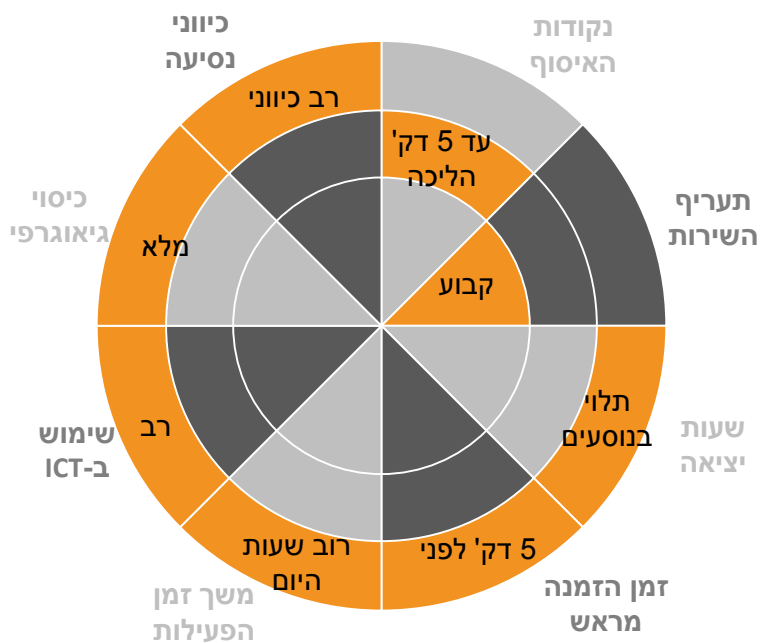 כיווני
נסיעה
נקודות
האיסוף
רב כיווני
עד 5 דק'
הליכה
כיסוי
גיאוגרפי
תעריף
השירות
מלא
קבוע
שימוש
ב-ICT
רב
תלוי
בנוסעים
שעות
יציאה
רוב שעות
היום
5 דק' לפני
משך זמן
הפעילות
זמן הזמנה
מראש